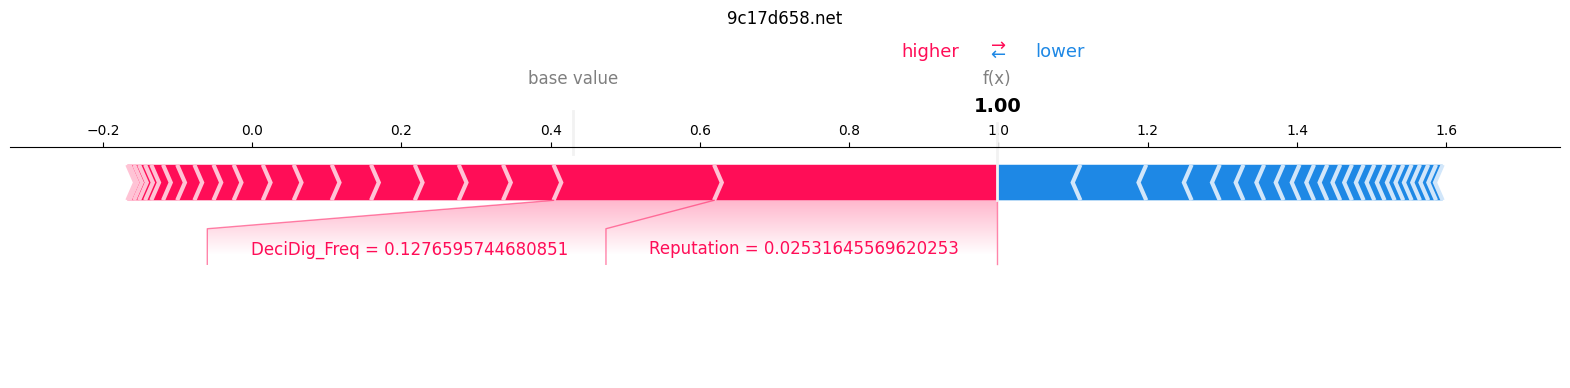 9c17d658.net
higher → ← lower
base value f(x)
1.00
−0.2 0.0 0.2 0.4 0.6 0.8 1.0 1.2 1.4 1.6
DeciDig_Freq = 0.1276595744680851 Reputation = 0.02531645569620253